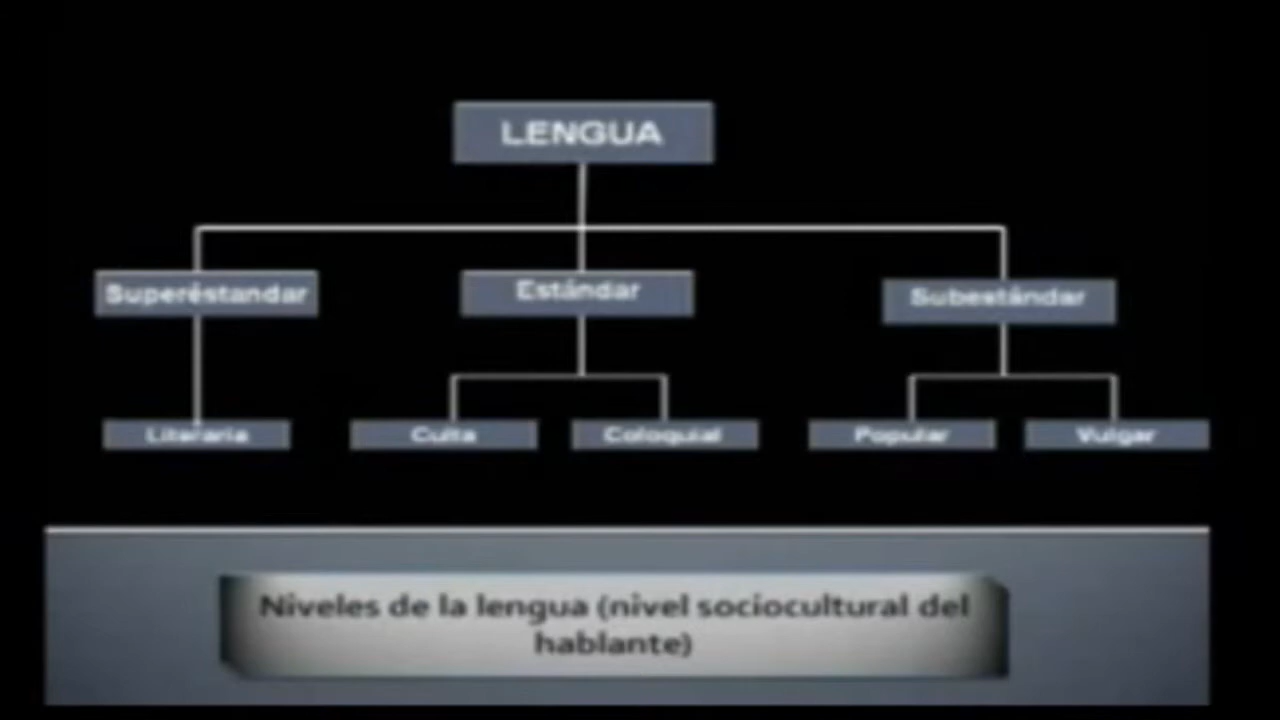 LENGUA
Superéstandar
Estándar
Subestándar
Literaria
Culta
Coloquial
Popular
Vulgar
Niveles de la lengua (nivel sociocultural del
hablante)